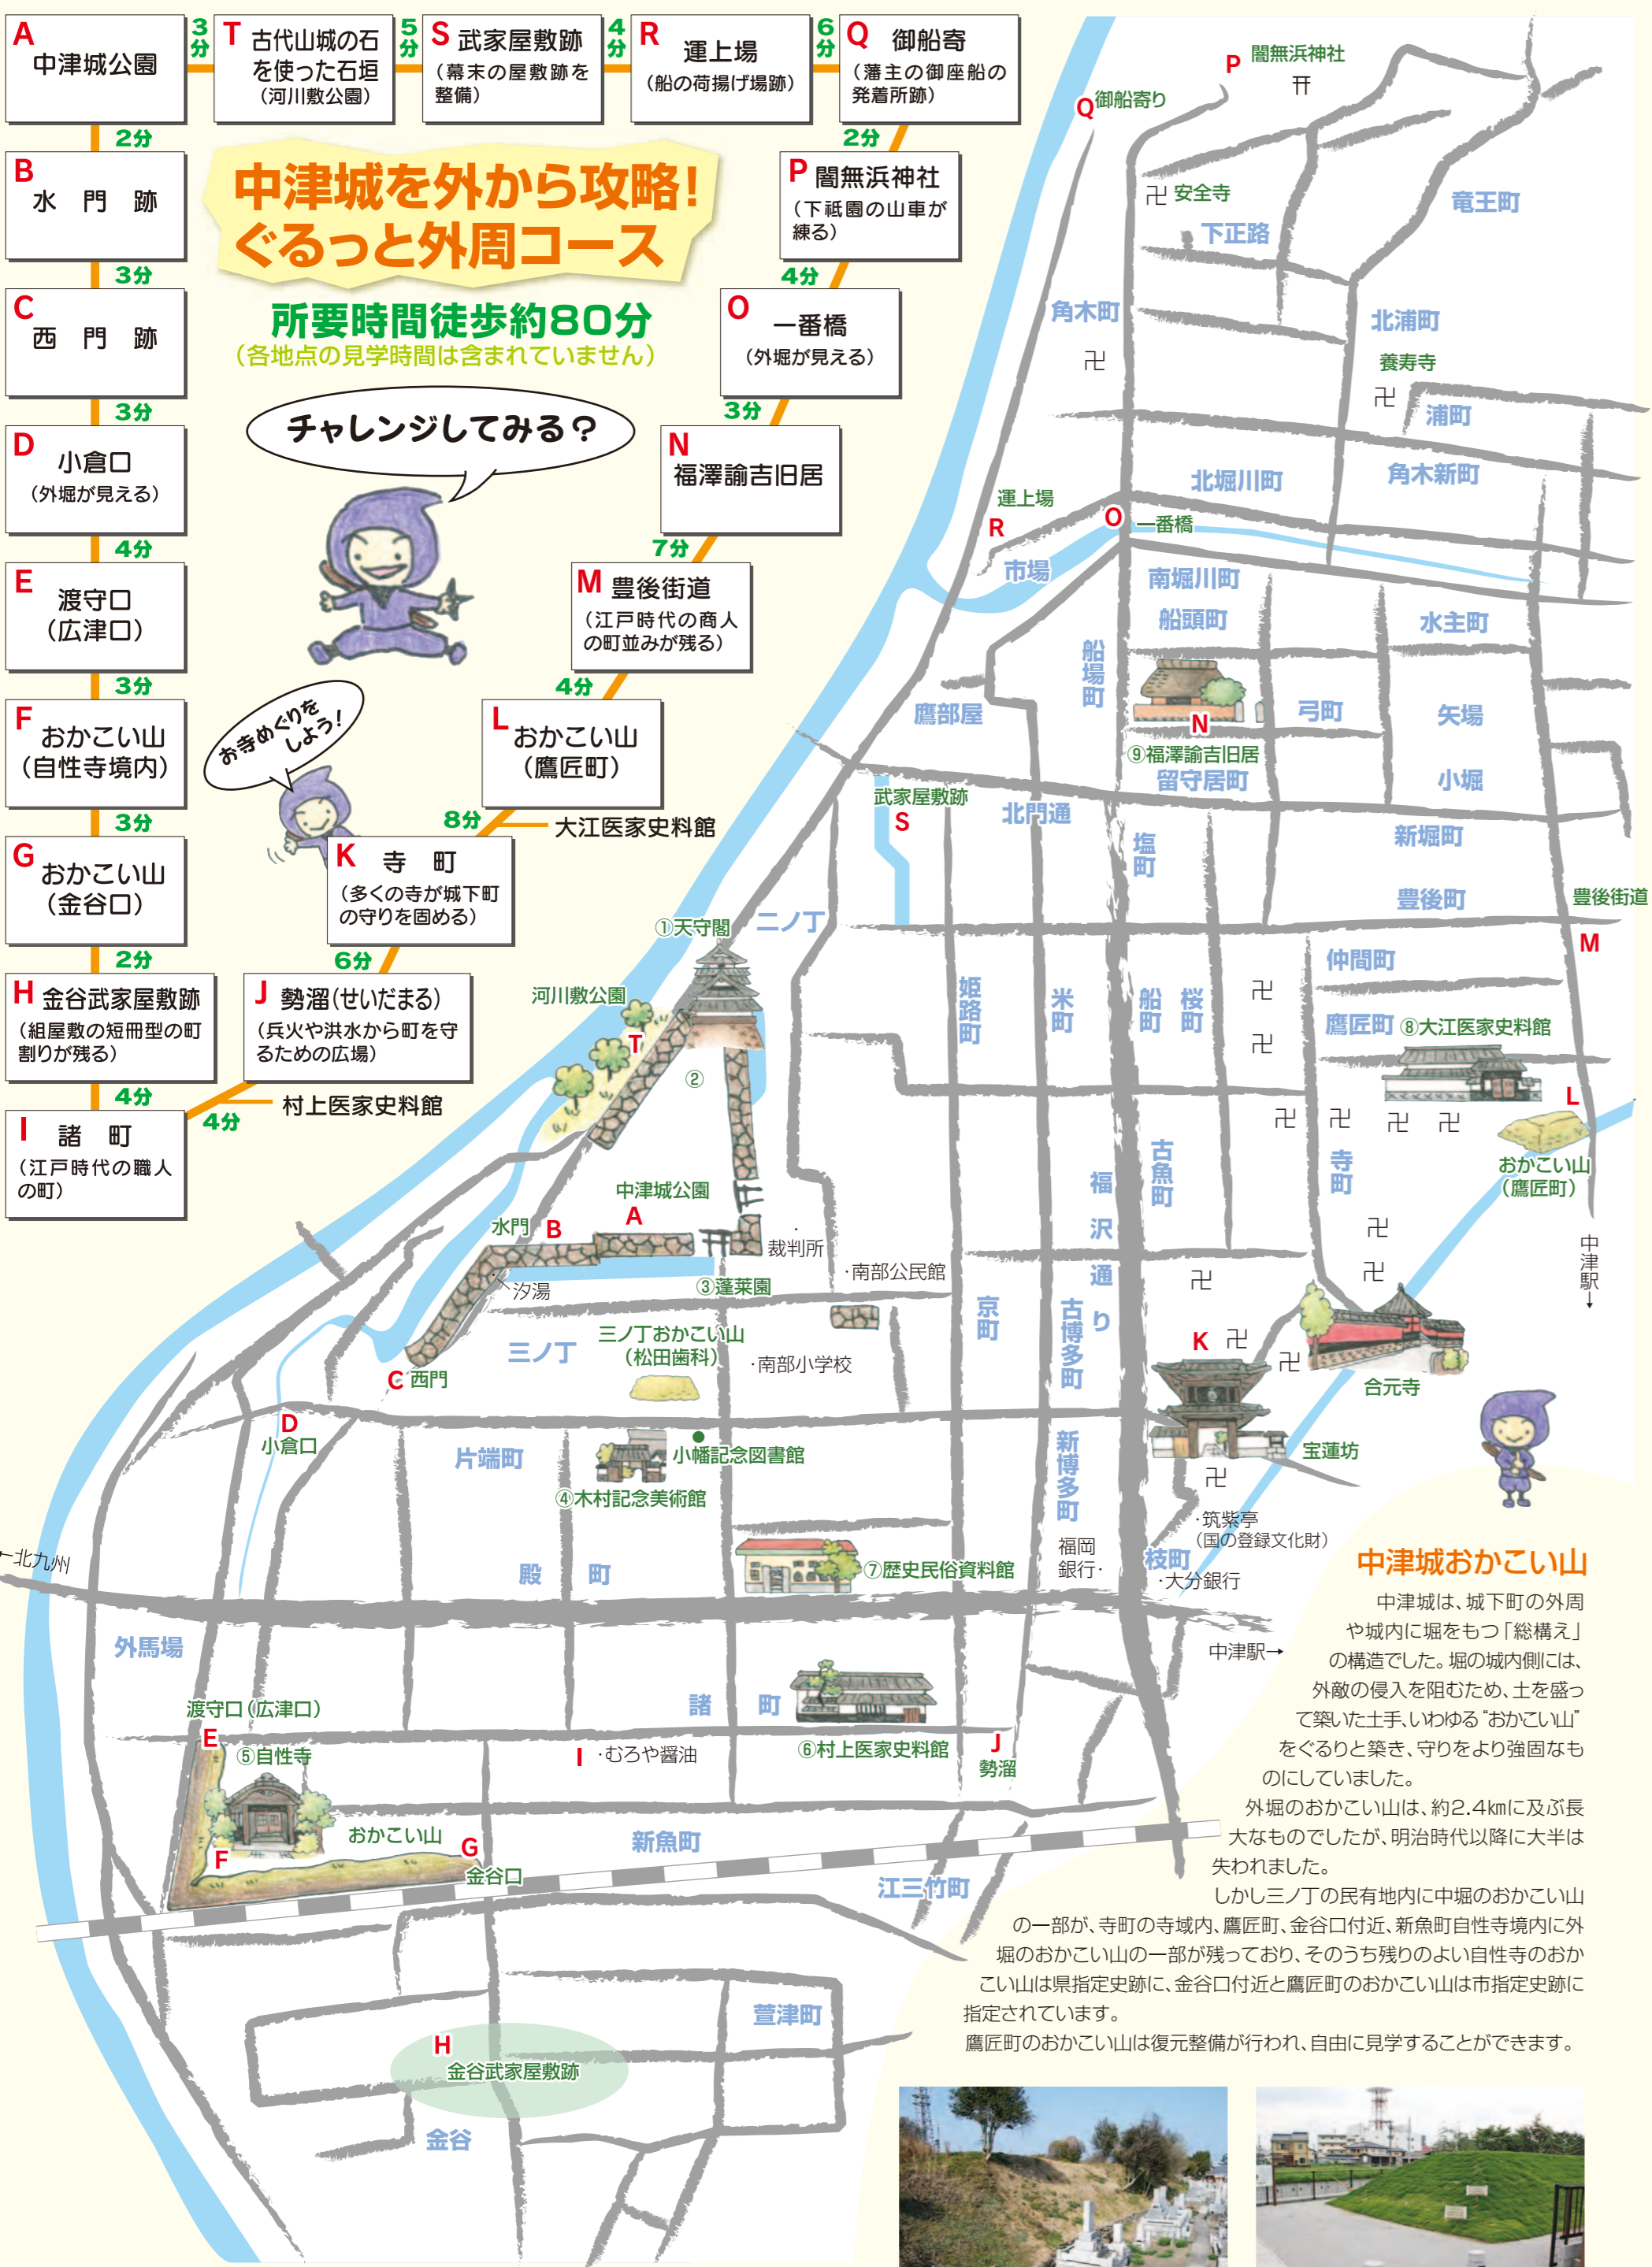 A 中津城公園
3分
T 古代山城の石
を使った石垣
(河川敷公園)
5分
S 武家屋敷跡
(幕末の屋敷跡を
整備)
4分
R 運上場
(船の荷揚げ場跡)
6分
Q 御船寄
(藩主の御座船の
発着所跡)
2分
B 水 門 跡
3分
C 西 門 跡
3分
D 小倉口
(外堀が見える)
4分
E 渡守口
(広津口)
3分
F おかこい山
(自性寺境内)
3分
G おかこい山
(金谷口)
2分
H 金谷武家屋敷跡
(組屋敷の短冊型の町
割りが残る)
4分
I 諸 町
(江戸時代の職人
の町)
4分
村上医家史料館
J 勢溜(せいだまる)
(兵火や洪水から町を守
るための広場)
6分
K 寺 町
(多くの寺が城下町
の守りを固める)
8分
大江医家史料館
L おかこい山
(鷹匠町)
4分
M 豊後街道
(江戸時代の商人
の町並みが残る)
7分
N 福澤諭吉旧居
3分
O 一番橋
(外堀が見える)
4分
P 闇無浜神社
(下祇園の山車が
練る)
2分
中津城を外から攻略!
ぐるっと外周コース
所要時間徒歩約80分
(各地点の見学時間は含まれていません)
チャレンジしてみる?
お寺めぐりを
しよう!
P 闇無浜神社
Q 御船寄り
卍 安全寺
竜王町
下正路
角木町
北浦町
卍
養寿寺
卍
浦町
角木新町
北堀川町
運上場
R
O 一番橋
市場
南堀川町
船頭町
水主町
船場町
鷹部屋
弓町
矢場
N
⑨福澤諭吉旧居
留守居町
小堀
武家屋敷跡
S
北門通
塩町
新堀町
豊後町
豊後街道
M
①天守閣
二ノ丁
河川敷公園
T
②
姫路町
米町
船町
桜町
卍
卍
仲間町
鷹匠町
⑧大江医家史料館
L
卍 卍 卍 卍
おかこい山
(鷹匠町)
古魚町
寺町
福沢通り
中津城公園
A
水門
B
汐湯
・裁判所
・南部公民館
③蓬莱園
卍
卍
卍
中津駅→
三ノ丁
三ノ丁おかこい山
(松田歯科)
・南部小学校
京町
古博多町
K 卍
卍
合元寺
C 西門
D
小倉口
片端町
小幡記念図書館
④木村記念美術館
新博多町
宝蓮坊
卍
・筑紫亭
(国の登録文化財)
←北九州
殿 町
⑦歴史民俗資料館
福岡
銀行・
枝町
・大分銀行
外馬場
中津駅→
渡守口(広津口)
E
⑤自性寺
諸 町
⑥村上医家史料館
I ・むろや醤油
J
勢溜
F
おかこい山
G
金谷口
新魚町
江三竹町
萱津町
H
金谷武家屋敷跡
金谷
中津城おかこい山
中津城は、城下町の外周
や城内に堀をもつ「総構え」
の構造でした。堀の城内側には、
外敵の侵入を阻むため、土を盛っ
て築いた土手、いわゆる“おかこい山”
をぐるりと築き、守りをより強固なも
のにしていました。
外堀のおかこい山は、約2.4kmに及ぶ長
大なものでしたが、明治時代以降に大半は
失われました。
しかし三ノ丁の民有地内に中堀のおかこい山
の一部が、寺町の寺域内、鷹匠町、金谷口付近、新魚町自性寺境内に外
堀のおかこい山の一部が残っており、そのうち残りのよい自性寺のおか
こい山は県指定史跡に、金谷口付近と鷹匠町のおかこい山は市指定史跡に
指定されています。
鷹匠町のおかこい山は復元整備が行われ、自由に見学することができます。